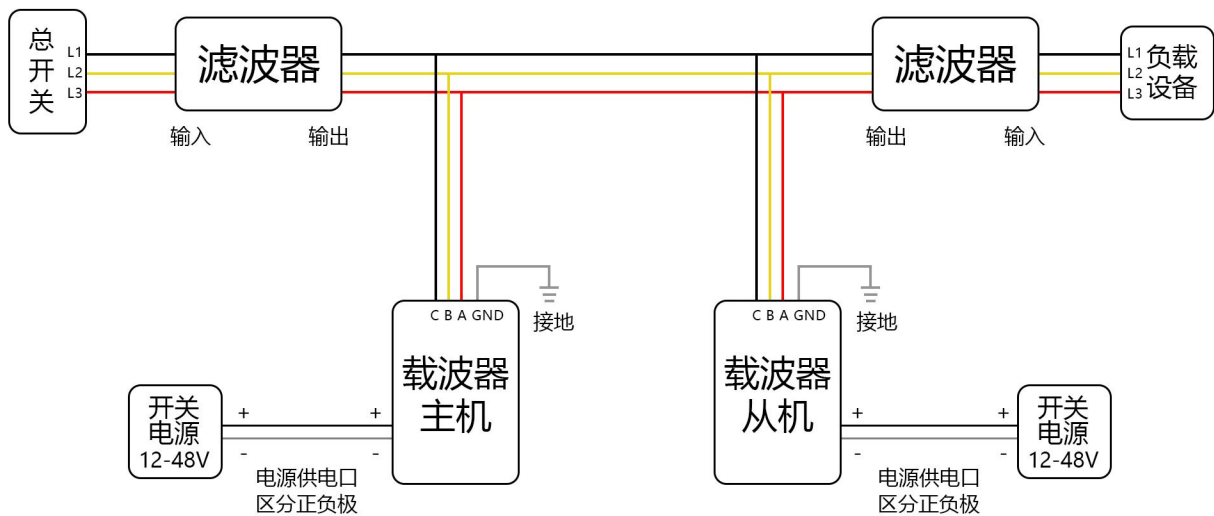 总
开
关
L1
L2
L3
滤波器
滤波器
L1
L2
L3
负载
设备
输入
输出
输出
输入
C B A GND
接地
C B A GND
接地
载波器
主机
载波器
从机
开关
电源
12-48V
+
+
-
-
电源供电口
区分正负极
+
+
-
-
电源供电口
区分正负极
开关
电源
12-48V